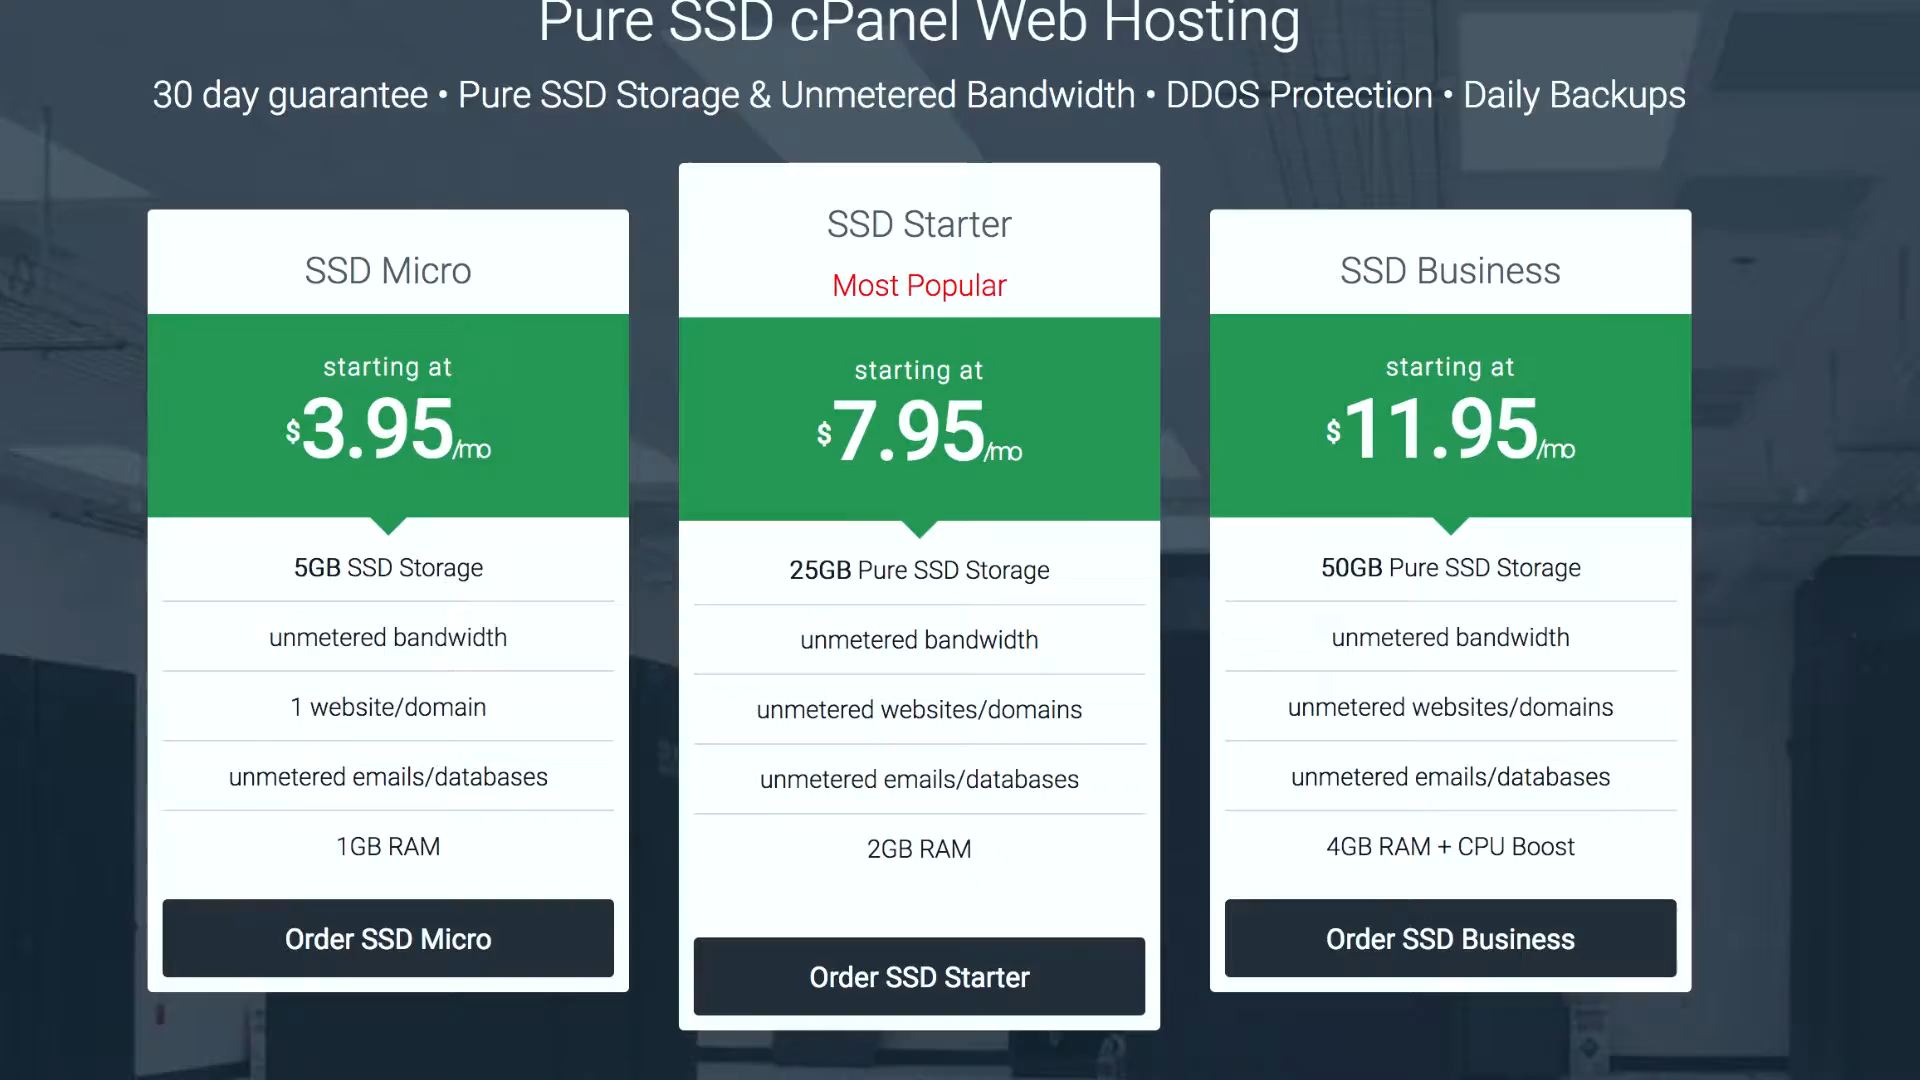 Pure SSD cPanel Web Hosting
30 day guarantee • Pure SSD Storage & Unmetered Bandwidth • DDOS Protection • Daily Backups
SSD Micro
starting at
$3.95/mo
5GB SSD Storage
unmetered bandwidth
1 website/domain
unmetered emails/databases
1GB RAM
Order SSD Micro
SSD Starter
Most Popular
starting at
$7.95/mo
25GB Pure SSD Storage
unmetered bandwidth
unmetered websites/domains
unmetered emails/databases
2GB RAM
Order SSD Starter
SSD Business
starting at
$11.95/mo
50GB Pure SSD Storage
unmetered bandwidth
unmetered websites/domains
unmetered emails/databases
4GB RAM + CPU Boost
Order SSD Business